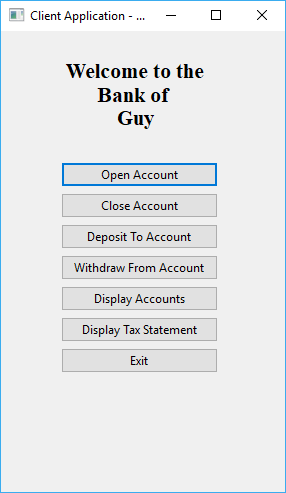 Client Application - ...
Welcome to the
Bank of
Guy
Open Account
Close Account
Deposit To Account
Withdraw From Account
Display Accounts
Display Tax Statement
Exit